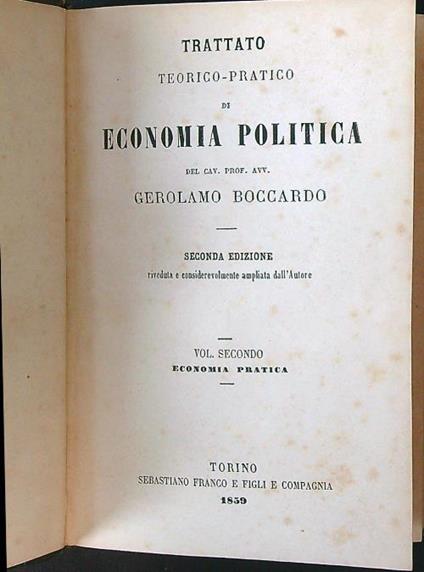 TRATTATO
TEORICO-PRATICO
DI
ECONOMIA POLITICA
DEL CAV. PROF. AVV.
GEROLAMO BOCCARDO
SECONDA EDIZIONE
riveduta e considerevolmente ampliata dall'Autore
VOL. SECONDO
ECONOMIA PRATICA
TORINO
SEBASTIANO FRANCO E FIGLI E COMPAGNIA
1859